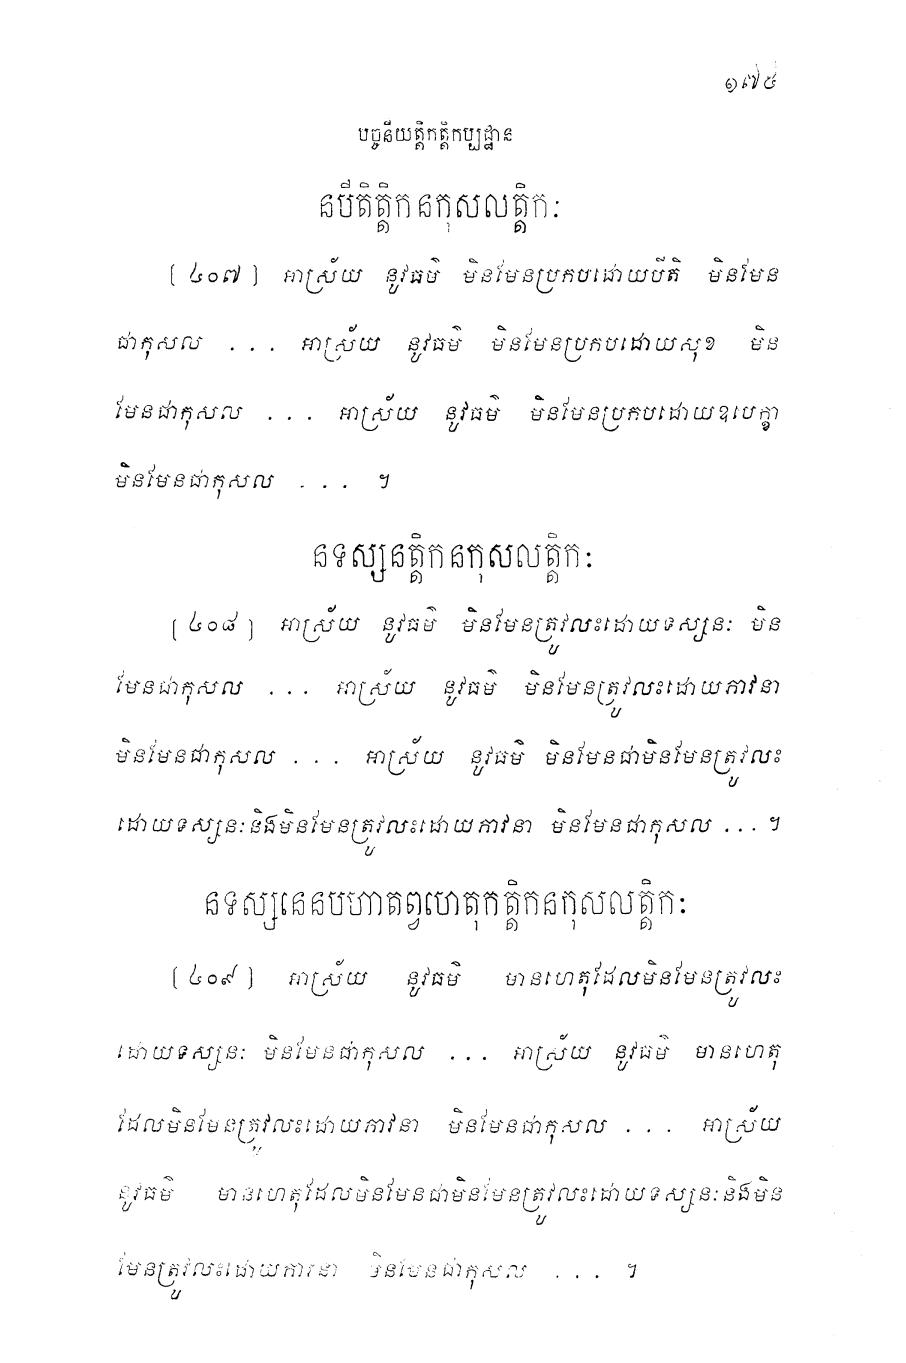 ១៧៥
បច្ចនីយត្តិកត្តិកប្បដ្ឋាន
នបីតិត្តិកនកុសលត្តិកៈ
[៤០៧] អាស្រ័យ នូវធម៌ មិនមែនប្រកបដោយបីតិ មិនមែន
ជាកុសល ... អាស្រ័យ នូវធម៌ មិនមែនប្រកបដោយសុខ មិន
មែនជាកុសល ... អាស្រ័យ នូវធម៌ មិនមែនប្រកបដោយឧបេក្ខា
មិនមែនជាកុសល ... ។
នទស្សនត្តិកនកុសលត្តិកៈ
[៤០៨] អាស្រ័យ នូវធម៌ មិនមែនត្រូវលះដោយទស្សនៈ មិន
មែនជាកុសល ... អាស្រ័យ នូវធម៌ មិនមែនត្រូវលះដោយភាវនា
មិនមែនជាកុសល ... អាស្រ័យ នូវធម៌ មិនមែនជាមិនមែនត្រូវលះ
ដោយទស្សនៈនិងមិនមែនត្រូវលះដោយភាវនា មិនមែនជាកុសល ... ។
នទស្សនេនបហាតព្វហេតុកត្តិកនកុសលត្តិកៈ
[៤០៩] អាស្រ័យ នូវធម៌ មានហេតុដែលមិនមែនត្រូវលះ
ដោយទស្សនៈ មិនមែនជាកុសល ... អាស្រ័យ នូវធម៌ មានហេតុ
ដែលមិនមែនត្រូវលះដោយភាវនា មិនមែនជាកុសល ... អាស្រ័យ
នូវធម៌ មានហេតុដែលមិនមែនជាមិនមែនត្រូវលះដោយទស្សនៈនិងមិន
មែនត្រូវលះដោយភាវនា មិនមែនជាកុសល ... ។